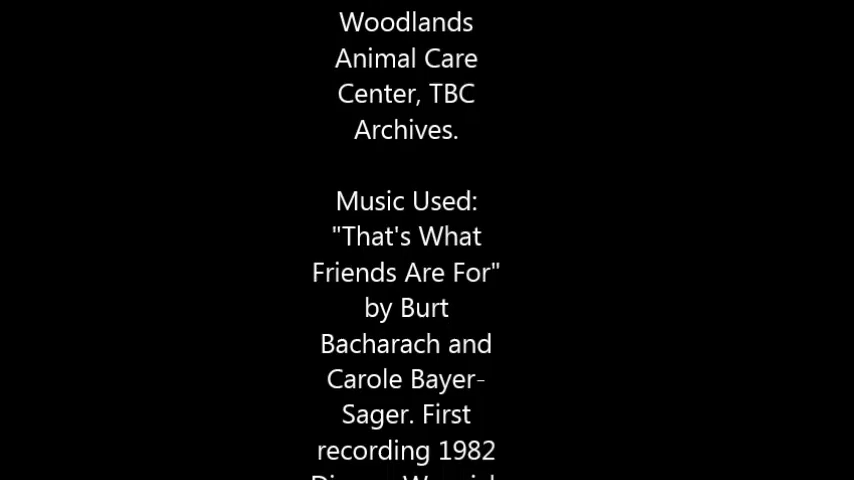 Woodlands
Animal Care
Center, TBC
Archives.
Music Used:
"That's What
Friends Are For"
by Burt
Bacharach and
Carole Bayer-
Sager. First
recording 1982